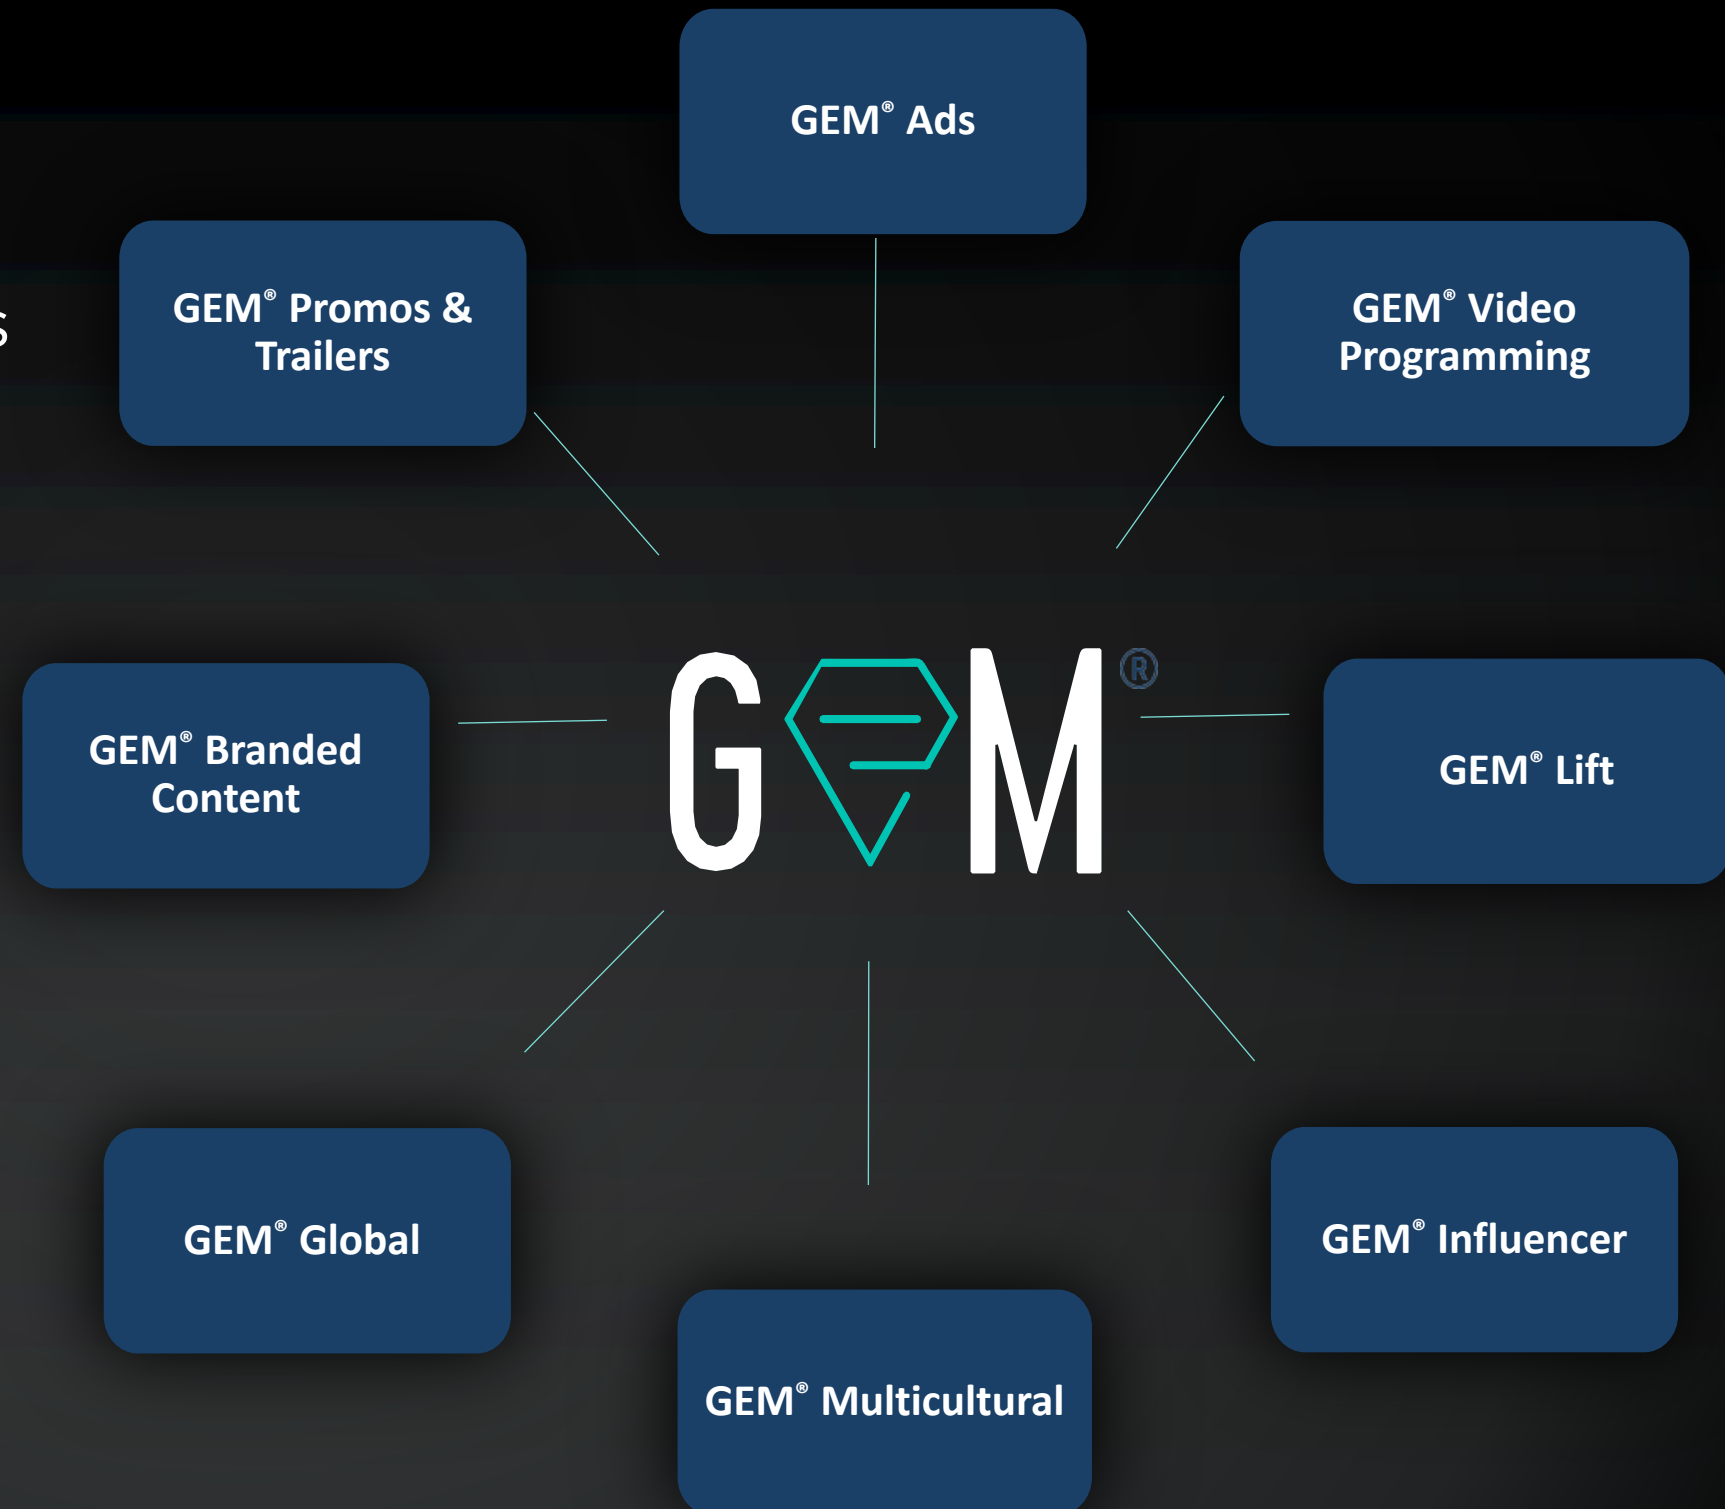 GEM® Ads
GEM® Promos &
Trailers
GEM® Video
Programming
s
GEM®
GEM® Branded
Content
GEM® Lift
GEM® Global
GEM® Influencer
GEM® Multicultural